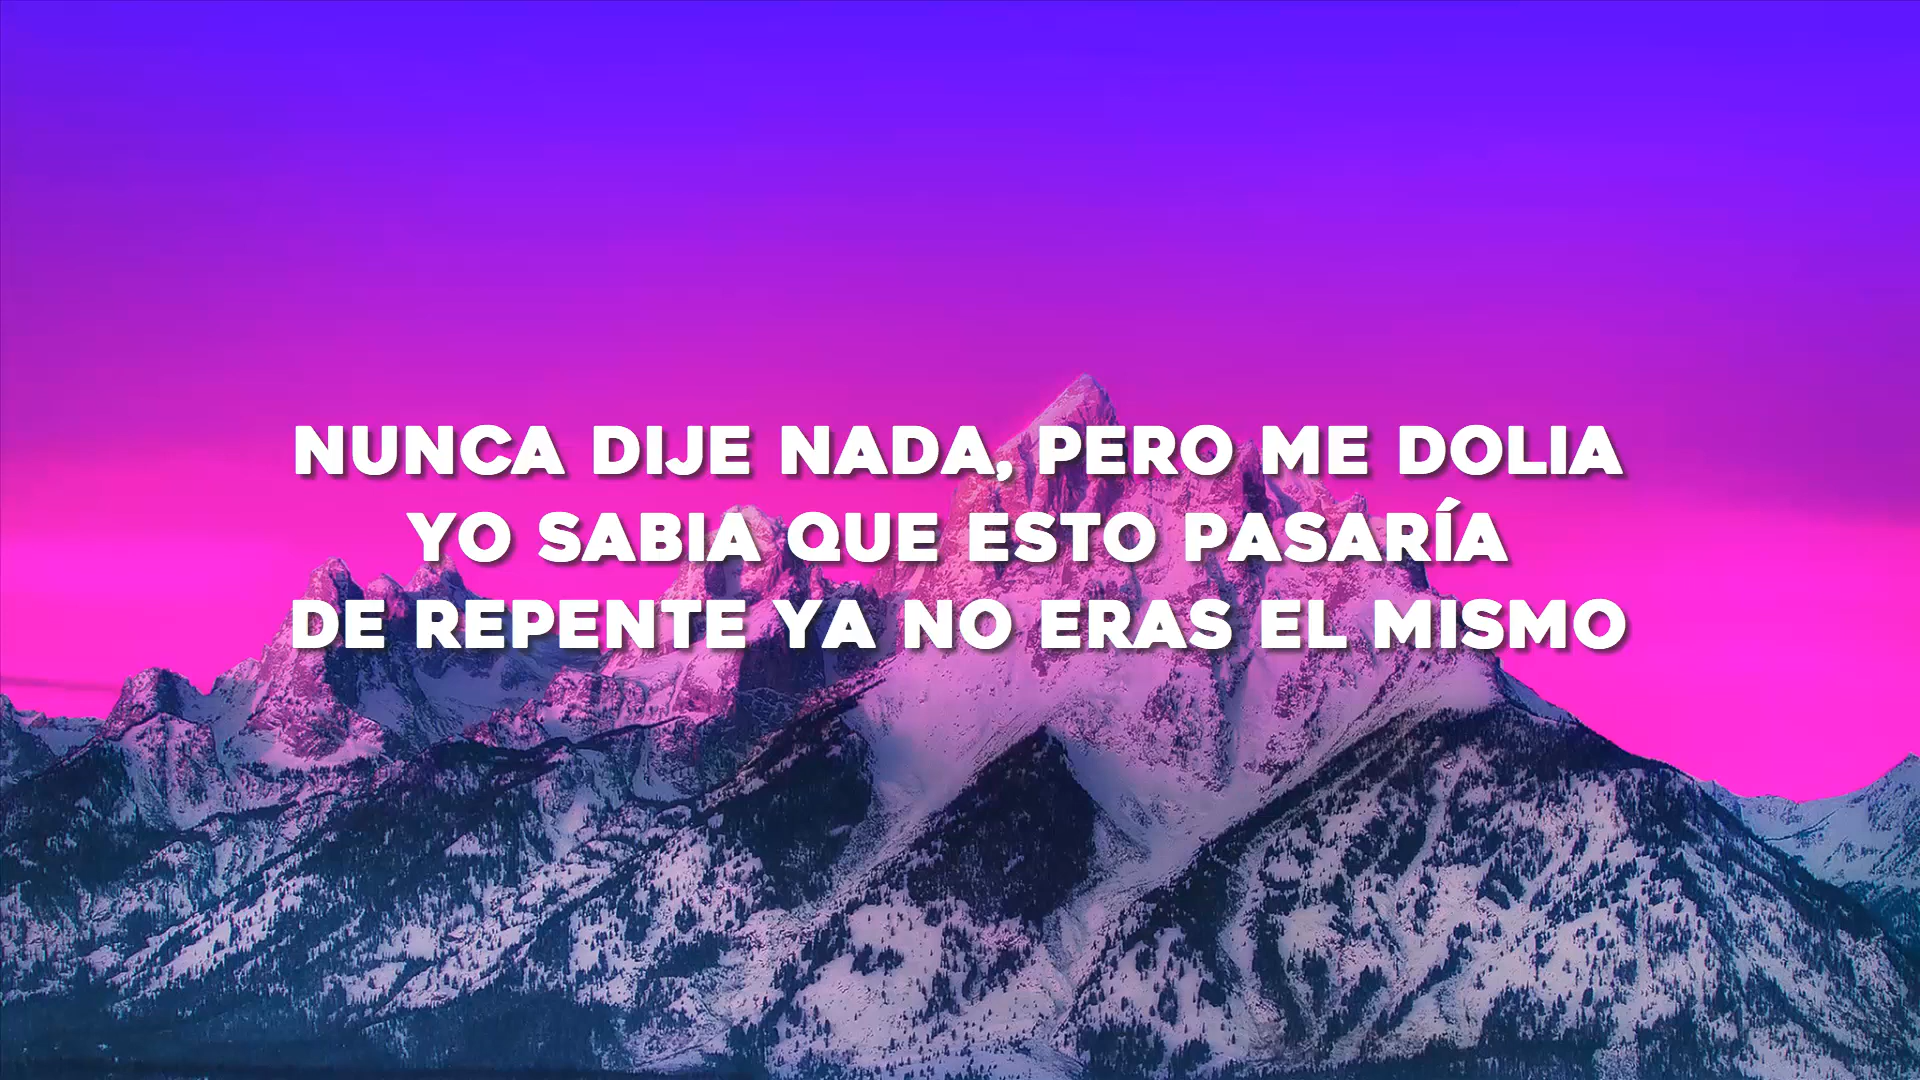 NUNCA DIJE NADA, PERO ME DOLIA
YO SABIA QUE ESTO PASARÍA
DE REPENTE YA NO ERAS EL MISMO